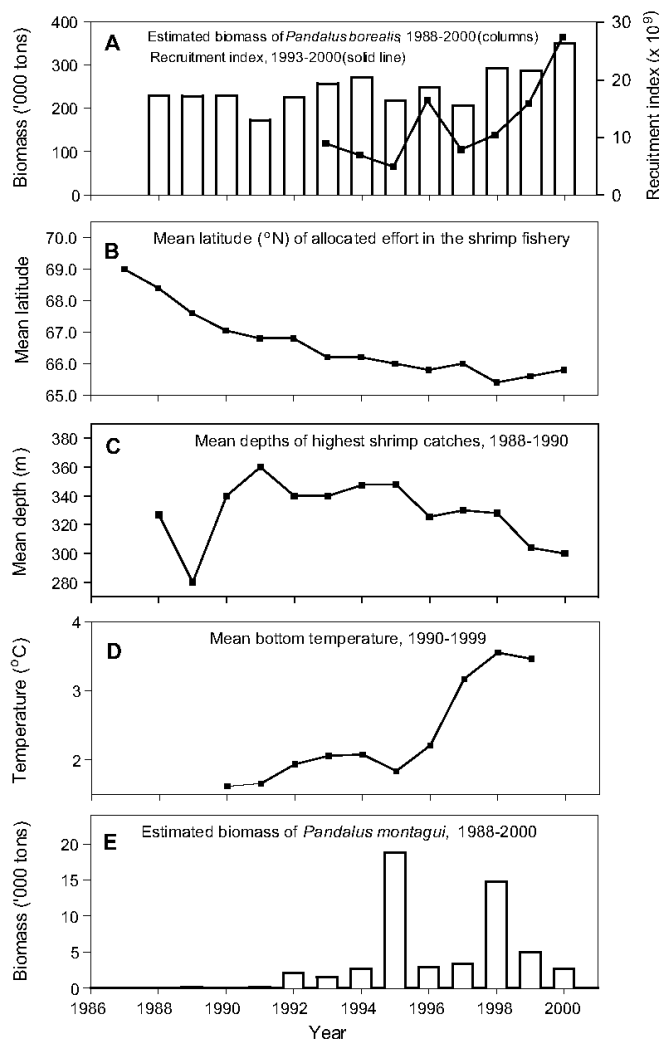 A
Estimated biomass of Pandalus borealis, 1988-2000(columns)
Recruitment index, 1993-2000(solid line)
Biomass ('000 tons)
400
300
200
100
0
Recruitment index (x 10⁹)
30
20
10
0
B
Mean latitude (°N) of allocated effort in the shrimp fishery
Mean latitude
70.0
69.0
68.0
67.0
66.0
65.0
C
Mean depths of highest shrimp catches, 1988-1990
Mean depth (m)
380
360
340
320
300
280
D
Mean bottom temperature, 1990-1999
Temperature (°C)
4
3
2
E
Estimated biomass of Pandalus montagui, 1988-2000
Biomass ('000 tons)
20
15
10
5
0
1986 1988 1990 1992 1994 1996 1998 2000
Year